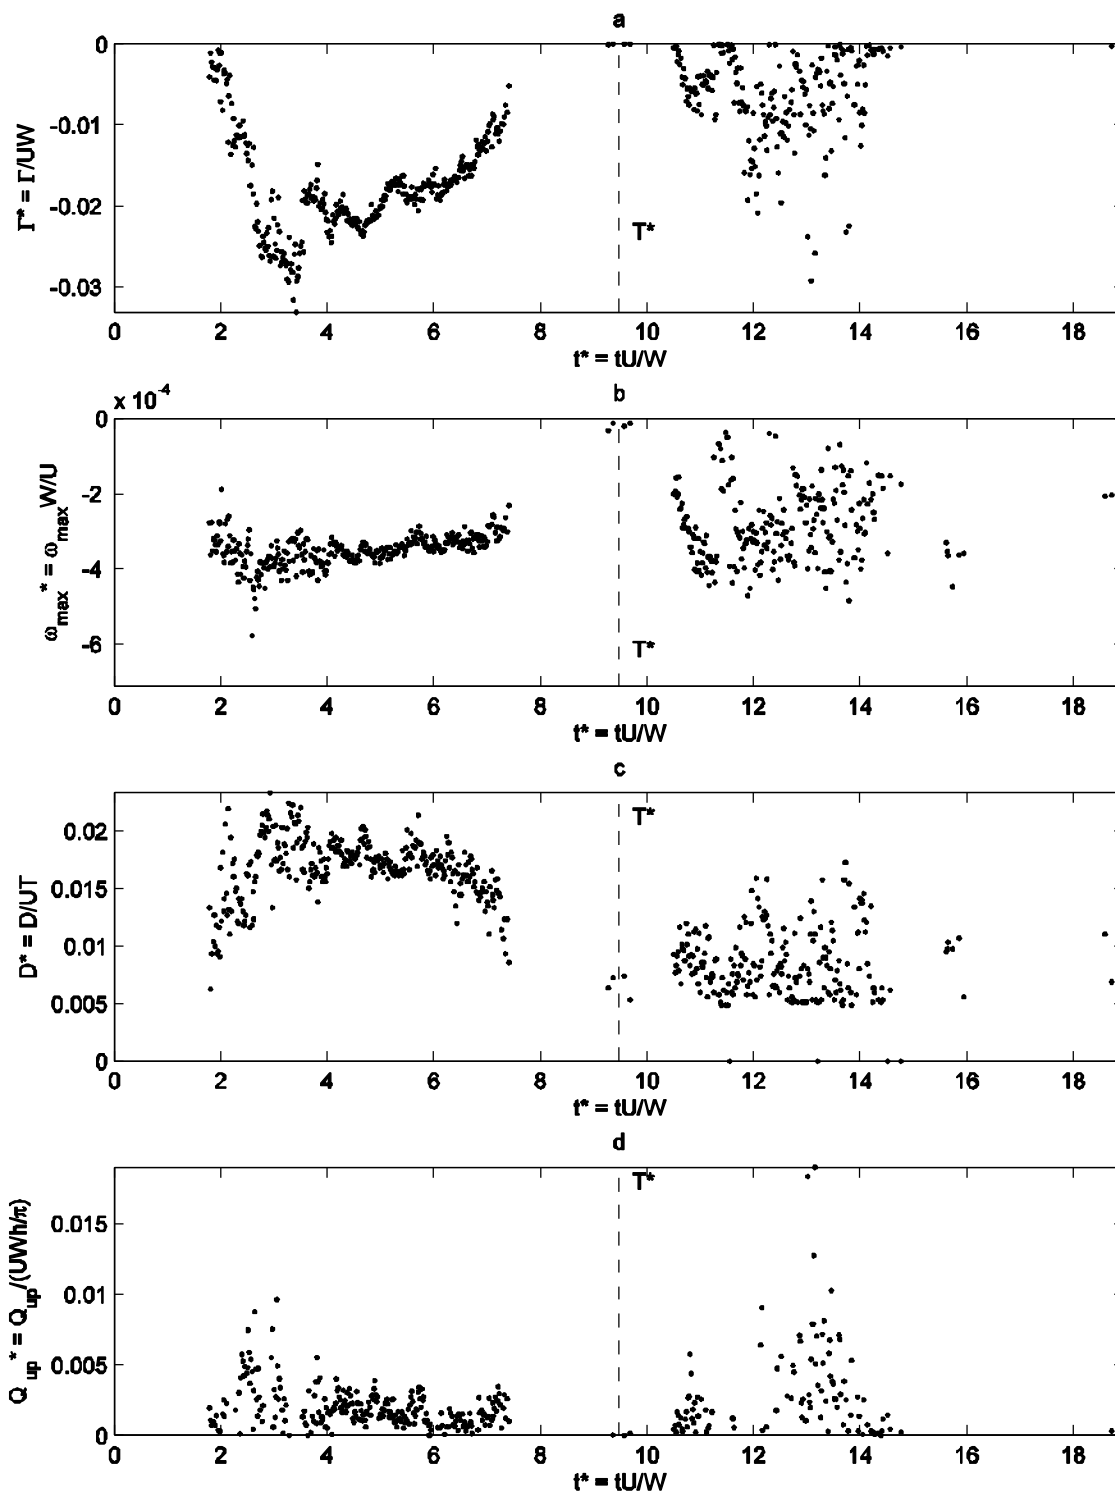 a
0
-0.01
-0.02
-0.03
Γ* = Γ/UW
T*
0 2 4 6 8 10 12 14 16 18
t* = tU/W
b
x 10⁻⁴
0
-2
-4
-6
ω_max* = ω_max W/U
T*
0 2 4 6 8 10 12 14 16 18
t* = tU/W
c
0.02
0.015
0.01
0.005
0
D* = D/UT
T*
0 2 4 6 8 10 12 14 16 18
t* = tU/W
d
0.015
0.01
0.005
0
Q_up* = Q_up/(UWh/π)
T*
0 2 4 6 8 10 12 14 16 18
t* = tU/W